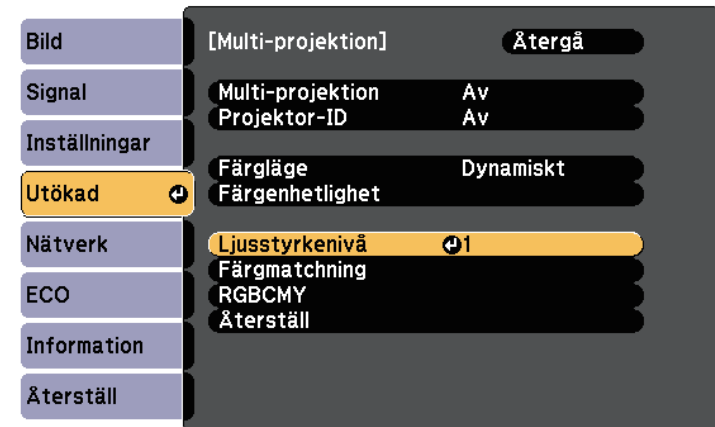 Bild
Signal
Inställningar
Utökad
Nätverk
ECO
Information
Återställ
[Multi-projektion] Återgå
Multi-projektion Av
Projektor-ID Av
Färgläge Dynamiskt
Färgenhetlighet
Ljusstyrkenivå 1
Färgmatchning
RGBCMY
Återställ